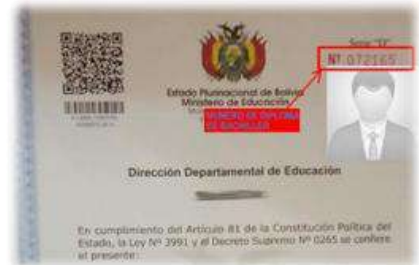 Serie "D"
Nº 072165
Estado Plurinacional de Bolivia
Ministerio de Educación
NUMERO DE DIPLOMA
DE BACHILLER
Dirección Departamental de Educación
En cumplimiento del Artículo 81 de la Constitución Política del
Estado, la Ley Nº 3991 y el Decreto Supremo Nº 0265 se confiere
el presente: